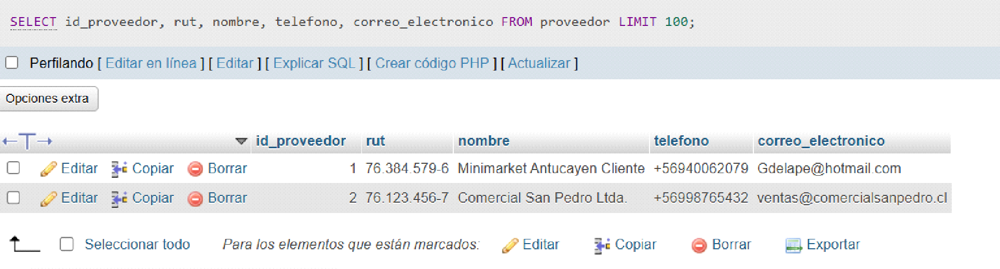 SELECT id_proveedor, rut, nombre, telefono, correo_electronico FROM proveedor LIMIT 100;
Perfilando [ Editar en línea ] [ Editar ] [ Explicar SQL ] [ Crear código PHP ] [ Actualizar ]
Opciones extra
id_proveedor rut nombre telefono correo_electronico
Editar Copiar Borrar 1 76.384.579-6 Minimarket Antucayen Cliente +56940062079 Gdelape@hotmail.com
Editar Copiar Borrar 2 76.123.456-7 Comercial San Pedro Ltda. +56998765432 ventas@comercialsanpedro.cl
Seleccionar todo Para los elementos que están marcados: Editar Copiar Borrar Exportar